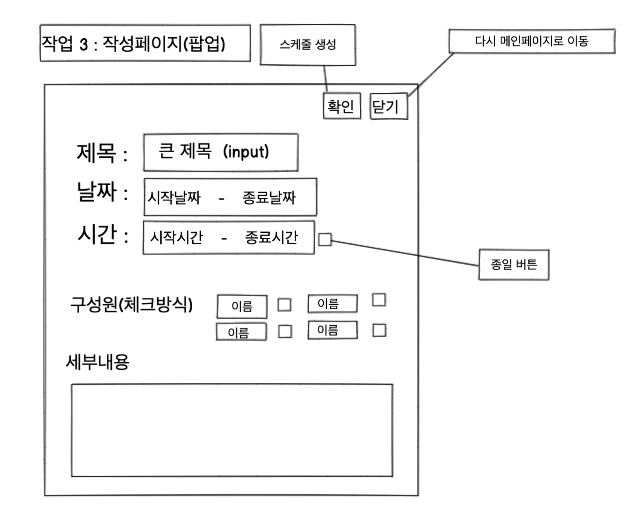 작업 3 : 작성페이지(팝업)
스케줄 생성
다시 메인페이지로 이동
확인
닫기
제목 :
큰 제목 (input)
날짜 :
시작날짜 - 종료날짜
시간 :
시작시간 - 종료시간
종일 버튼
구성원(체크방식)
이름
이름
이름
이름
세부내용